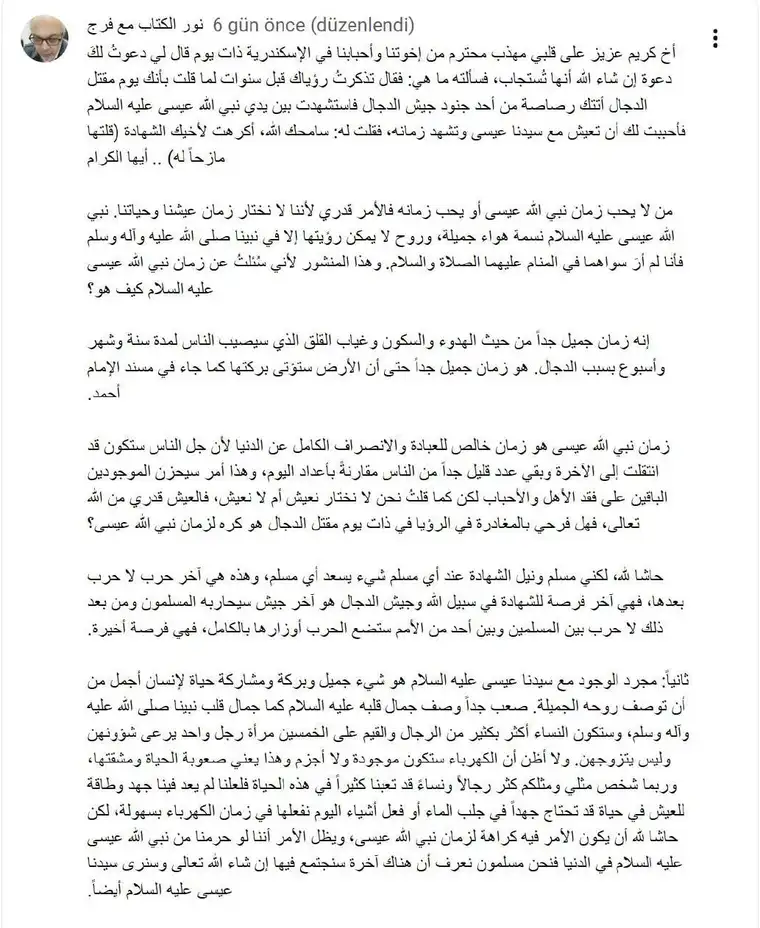 نور الكتاب مع فرج 6 gün önce (düzenlendi)
أخ كريم عزيز على قلبي مهذب محترم من إخوتنا وأحبابنا في الإسكندرية ذات يوم قال لي دعوتُ لك
دعوة إن شاء الله أنها تُستجاب، فسألته ما هي: فقال تذكرتُ رؤياك قبل سنوات لما قلت بأنك يوم مقتل
الدجال أتتك رصاصة من أحد جنود جيش الدجال فاستشهدت بين يدي نبي الله عيسى عليه السلام
فأحببت لك أن تعيش مع سيدنا عيسى وتشهد زمانه، فقلت له: سامحك الله، أكرهت لأخيك الشهادة (قلتها
مازحاً له) .. أيها الكرام
من لا يحب زمان نبي الله عيسى أو يحب زمانه فالأمر قدري لأننا لا نختار زمان عيشنا وحياتنا. نبي
الله عيسى عليه السلام نسمة هواء جميلة، وروح لا يمكن رؤيتها إلا في نبينا صلى الله عليه وآله وسلم
فأنا لم أرَ سواهما في المنام عليهما الصلاة والسلام. وهذا المنشور لأني سُئلتُ عن زمان نبي الله عيسى
عليه السلام كيف هو؟
إنه زمان جميل جداً من حيث الهدوء والسكون وغياب القلق الذي سيصيب الناس لمدة سنة وشهر
وأسبوع بسبب الدجال. هو زمان جميل جداً حتى أن الأرض ستؤتى بركتها كما جاء في مسند الإمام
أحمد.
زمان نبي الله عيسى هو زمان خالص للعبادة والانصراف الكامل عن الدنيا لأن جل الناس ستكون قد
انتقلت إلى الآخرة وبقي عدد قليل جداً من الناس مقارنةً بأعداد اليوم، وهذا أمر سيحزن الموجودين
الباقين على فقد الأهل والأحباب لكن كما قلتُ نحن لا نختار نعيش أم لا نعيش، فالعيش قدري من الله
تعالى، فهل فرحي بالمغادرة في الرؤيا في ذات يوم مقتل الدجال هو كره لزمان نبي الله عيسى؟
حاشا لله، لكني مسلم ونيل الشهادة عند أي مسلم شيء يسعد أي مسلم، وهذه هي آخر حرب لا حرب
بعدها، فهي آخر فرصة للشهادة في سبيل الله وجيش الدجال هو آخر جيش سيحاربه المسلمون ومن بعد
ذلك لا حرب بين المسلمين وبين أحد من الأمم ستضع الحرب أوزارها بالكامل، فهي فرصة أخيرة.
ثانياً: مجرد الوجود مع سيدنا عيسى عليه السلام هو شيء جميل وبركة ومشاركة حياة لإنسان أجمل من
أن توصف روحه الجميلة. صعب جداً وصف جمال قلبه عليه السلام كما جمال قلب نبينا صلى الله عليه
وآله وسلم، وستكون النساء أكثر بكثير من الرجال والقيم على الخمسين مرأة رجل واحد يرعى شؤونهن
وليس يتزوجهن. ولا أظن أن الكهرباء ستكون موجودة ولا أجزم وهذا يعني صعوبة الحياة ومشقتها،
وربما شخص مثلي ومثلكم كثر رجالاً ونساءً قد تعبنا كثيراً في هذه الحياة فلعلنا لم يعد فينا جهد وطاقة
للعيش في حياة قد تحتاج جهداً في جلب الماء أو فعل أشياء اليوم نفعلها في زمان الكهرباء بسهولة، لكن
حاشا لله أن يكون الأمر فيه كراهة لزمان نبي الله عيسى، ويظل الأمر أننا لو حرمنا من نبي الله عيسى
عليه السلام في الدنيا فنحن مسلمون نعرف أن هناك آخرة سنجتمع فيها إن شاء الله تعالى وسنرى سيدنا
عيسى عليه السلام أيضاً.